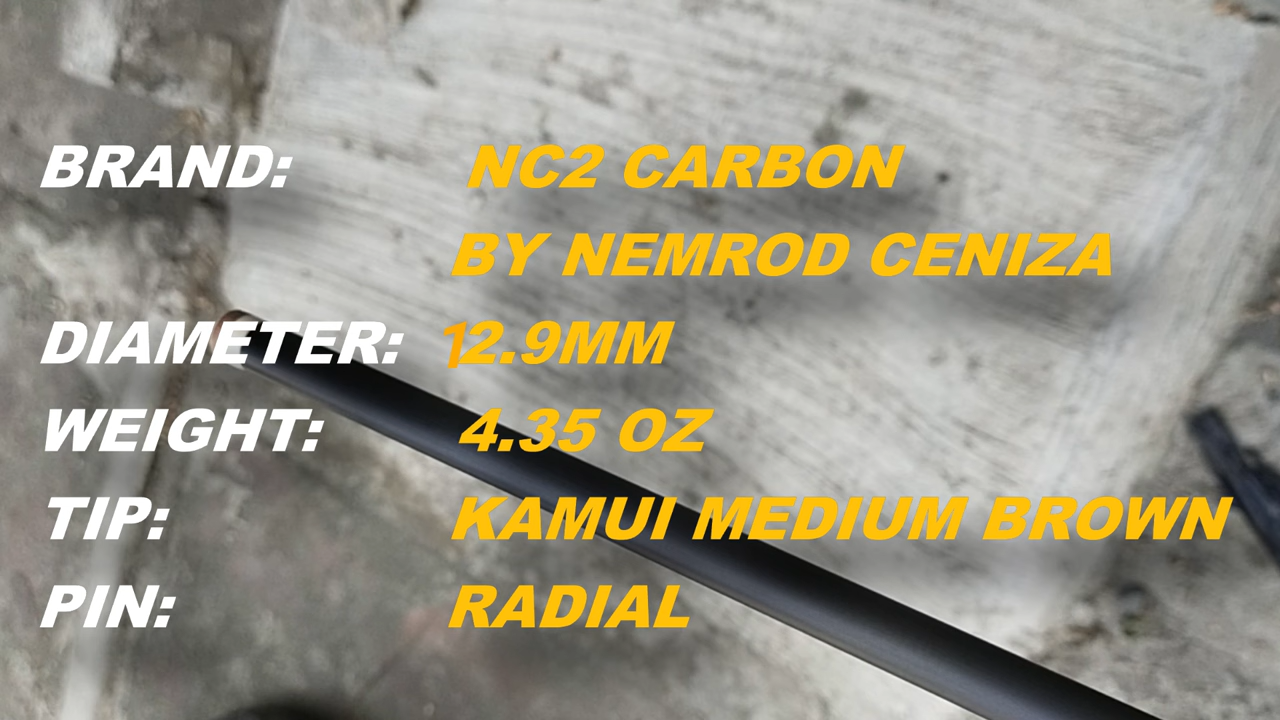 BRAND: NC2 CARBON
BY NEMROD CENIZA
DIAMETER: 12.9MM
WEIGHT: 4.35 OZ
TIP: KAMUI MEDIUM BROWN
PIN: RADIAL